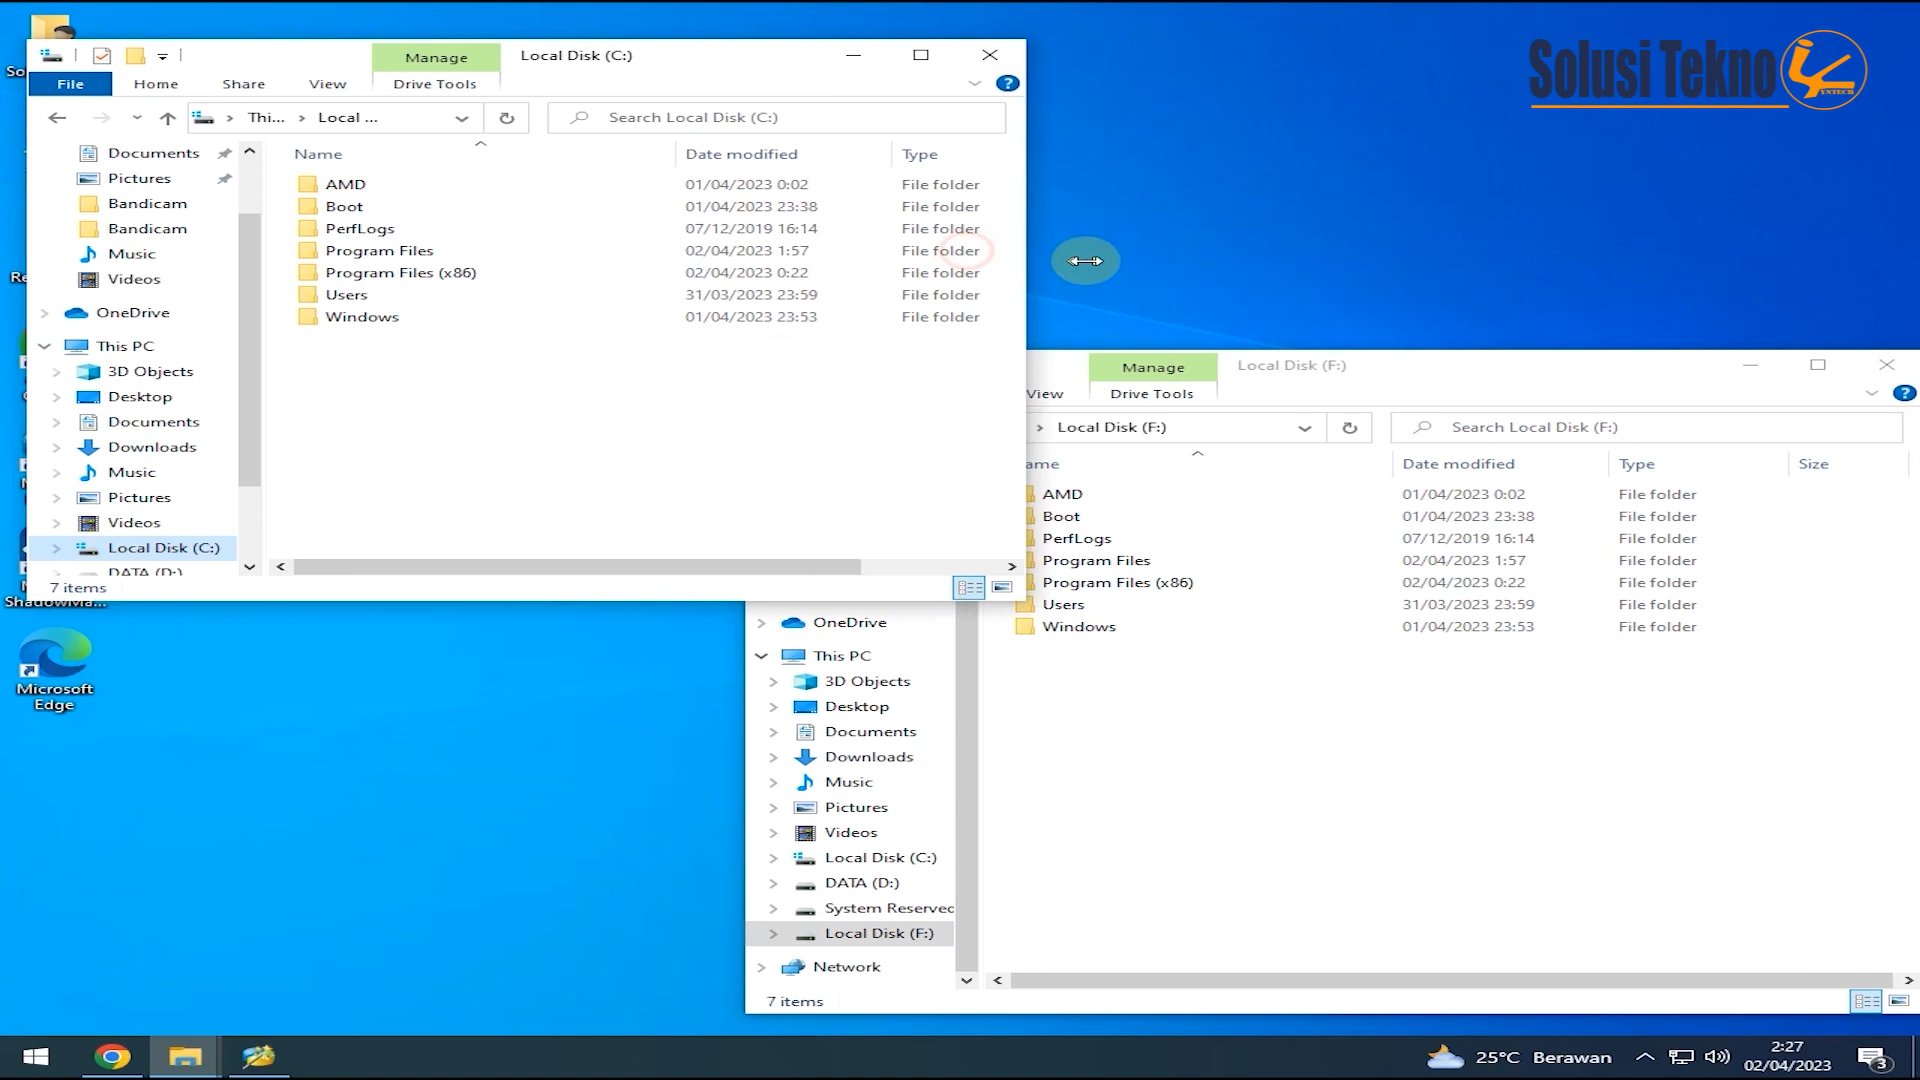 Solusi Tekno
YNTECH
So
Manage
Local Disk (C:)
File
Home
Share
View
Drive Tools
Thi...
Local ...
Search Local Disk (C:)
Documents
Pictures
Bandicam
Bandicam
Music
Videos
OneDrive
This PC
3D Objects
Desktop
Documents
Downloads
Music
Pictures
Videos
Local Disk (C:)
DATA (D:)
7 items
Name
Date modified
Type
AMD
01/04/2023 0:02
File folder
Boot
01/04/2023 23:38
File folder
PerfLogs
07/12/2019 16:14
File folder
Program Files
02/04/2023 1:57
File folder
Program Files (x86)
02/04/2023 0:22
File folder
Users
31/03/2023 23:59
File folder
Windows
01/04/2023 23:53
File folder
Re
ShadowMa...
Microsoft
Edge
View
Manage
Drive Tools
Local Disk (F:)
Local Disk (F:)
Search Local Disk (F:)
ame
Date modified
Type
Size
AMD
01/04/2023 0:02
File folder
Boot
01/04/2023 23:38
File folder
PerfLogs
07/12/2019 16:14
File folder
Program Files
02/04/2023 1:57
File folder
Program Files (x86)
02/04/2023 0:22
File folder
Users
31/03/2023 23:59
File folder
Windows
01/04/2023 23:53
File folder
OneDrive
This PC
3D Objects
Desktop
Documents
Downloads
Music
Pictures
Videos
Local Disk (C:)
DATA (D:)
System Reserved
Local Disk (F:)
Network
7 items
25°C Berawan
2:27
02/04/2023
3